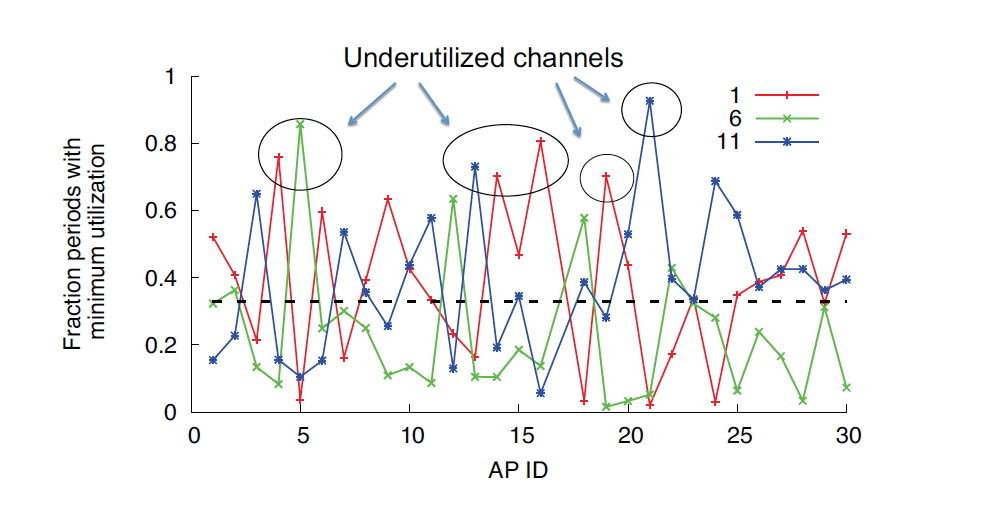 Underutilized channels
1
6
11
1
0.8
0.6
0.4
0.2
0
0 5 10 15 20 25 30
AP ID
Fraction periods with
minimum utilization